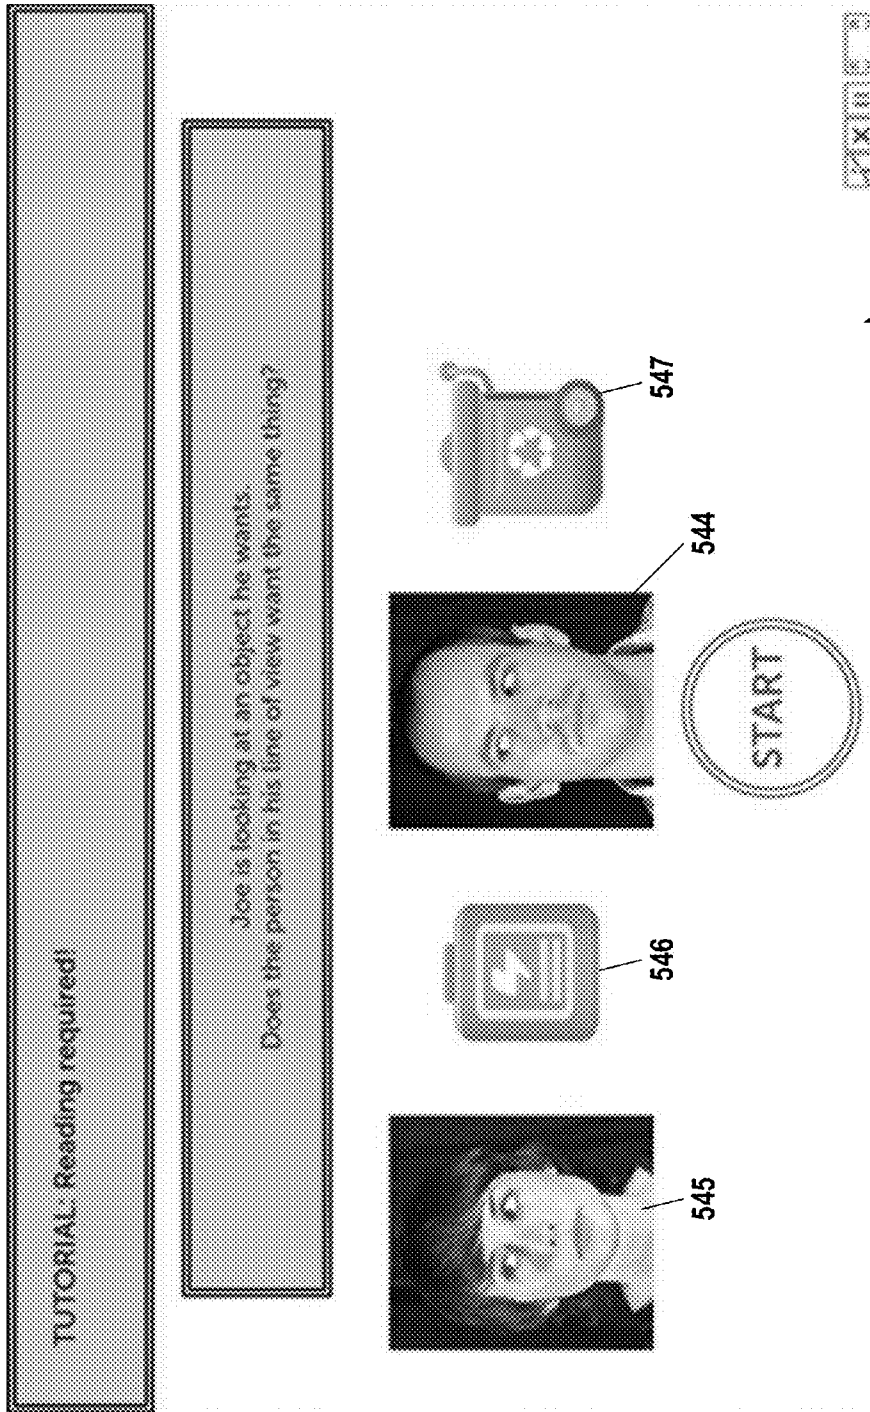 TUTORIAL: Reading required!
Joe is looking at an object he wants.
Does the person in his line of view want the same thing?
545
546
544
547
START